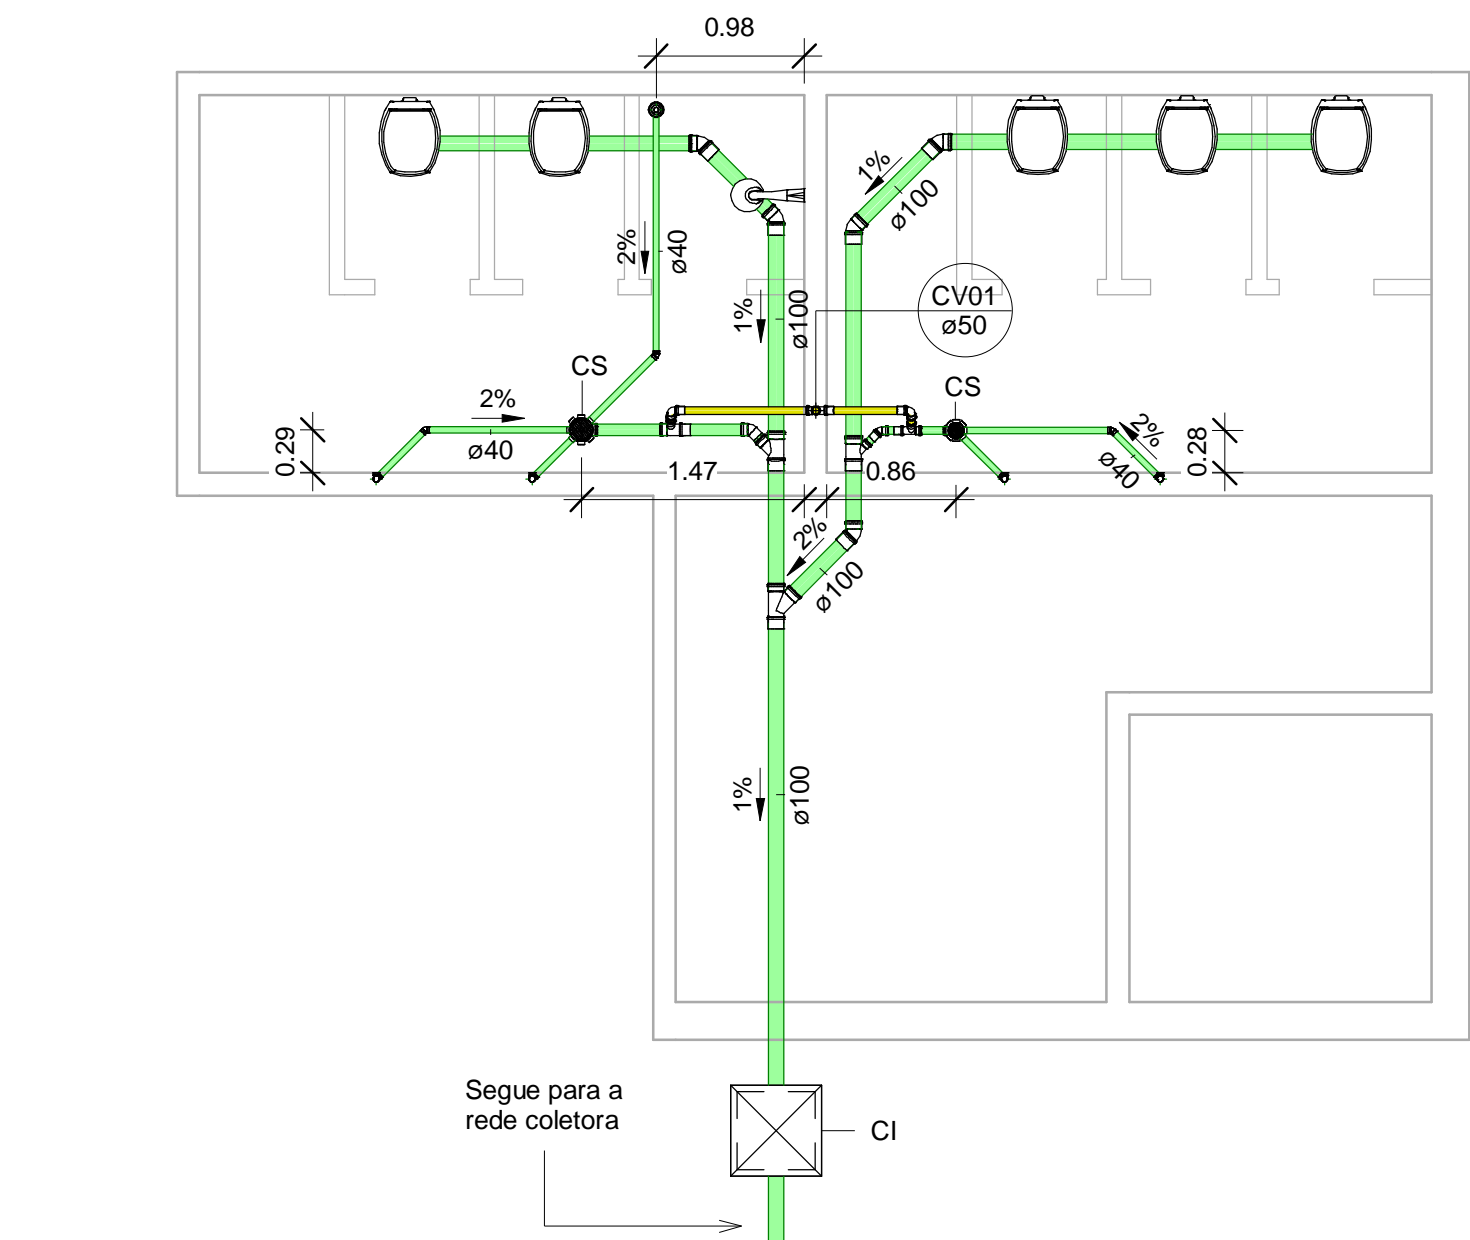 0.98
1%
ø100
2%
ø40
1%
ø100
CV01
ø50
CS
CS
2%
ø40
0.29
2%
ø40
0.28
1.47
0.86
2%
ø100
1%
ø100
Segue para a
rede coletora
CI